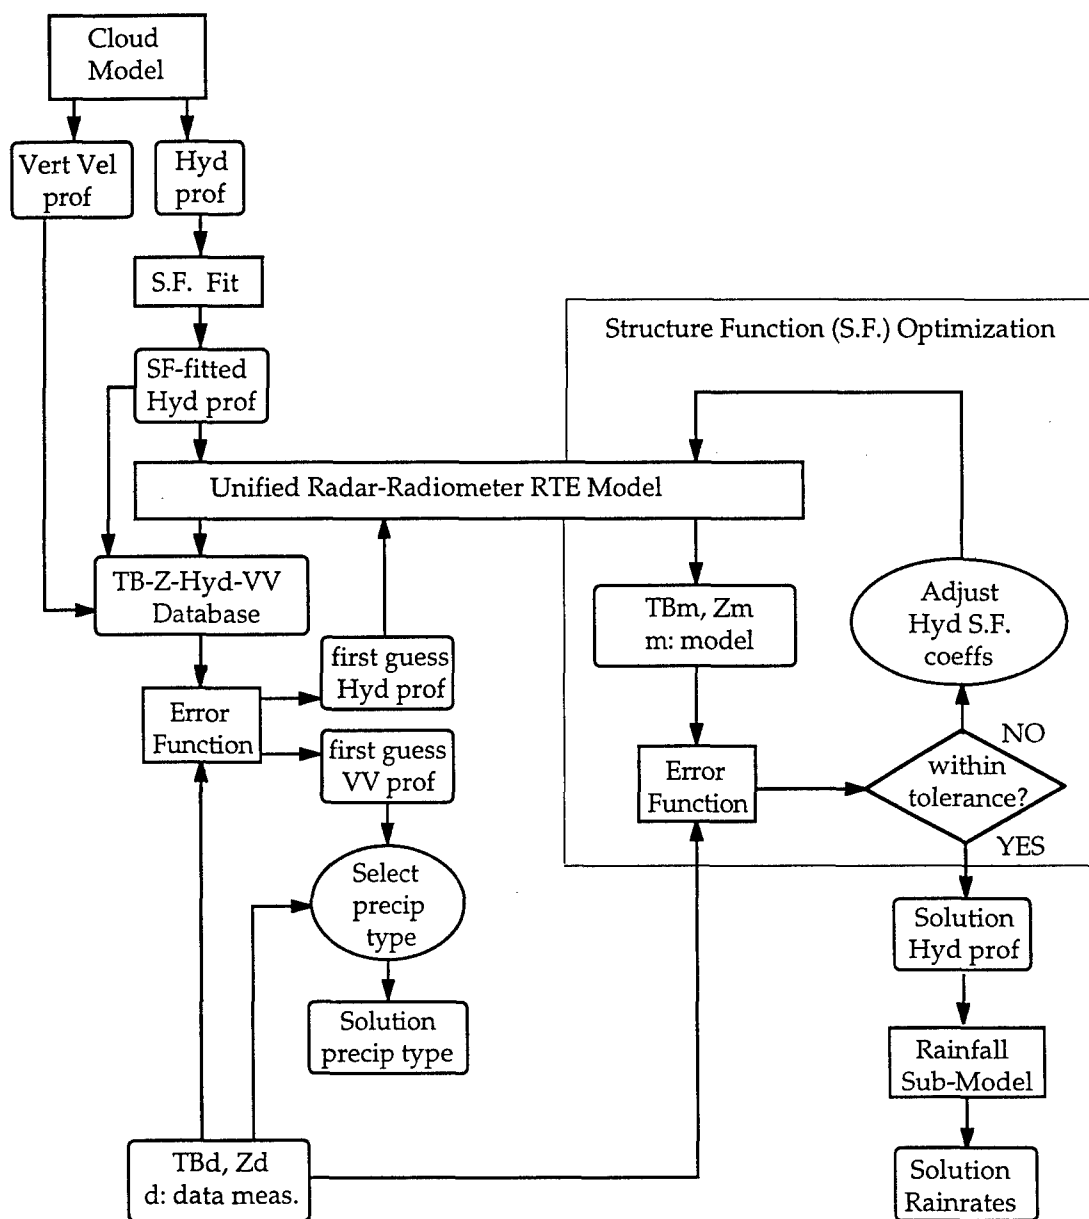 Cloud
Model
Vert Vel
prof
Hyd
prof
S.F. Fit
SF-fitted
Hyd prof
Structure Function (S.F.) Optimization
Unified Radar-Radiometer RTE Model
TB-Z-Hyd-VV
Database
first guess
Hyd prof
Error
Function
first guess
VV prof
Select
precip
type
Solution
precip type
TBd, Zd
d: data meas.
TBm, Zm
m: model
Error
Function
Adjust
Hyd S.F.
coeffs
NO
within
tolerance?
YES
Solution
Hyd prof
Rainfall
Sub-Model
Solution
Rainrates